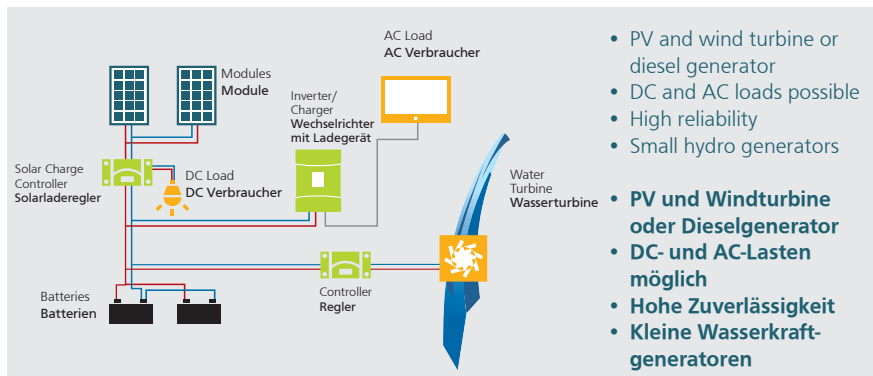 AC Load
AC Verbraucher
Modules
Module
Inverter/
Charger
Wechselrichter
mit Ladegerät
Solar Charge
Controller
Solarladeregler
DC Load
DC Verbraucher
Water
Turbine
Wasserturbine
Batteries
Batterien
Controller
Regler
• PV and wind turbine or
diesel generator
• DC and AC loads possible
• High reliability
• Small hydro generators
• PV und Windturbine
oder Dieselgenerator
• DC- und AC-Lasten
möglich
• Hohe Zuverlässigkeit
• Kleine Wasserkraft-
generatoren